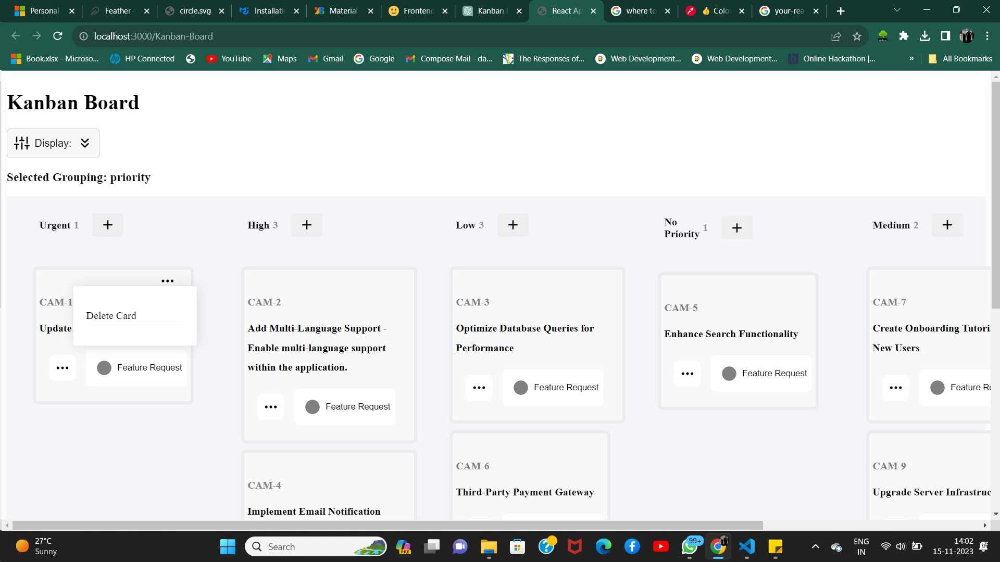 Personal
Feather -
circle.svg
Installatio
Material
Frontend
Kanban
React Ap
where to
Colo
your-rea
localhost:3000/Kanban-Board
Book.xlsx - Microso...
HP Connected
YouTube
Maps
Gmail
Google
Compose Mail - da...
The Responses of...
Web Development...
Web Development...
Online Hackathon |...
»
All Bookmarks
Kanban Board
Display:
Selected Grouping: priority
Urgent 1 +
High 3 +
Low 3 +
No Priority 1 +
Medium 2 +
CAM-1
Update
Delete Card
Feature Request
CAM-2
Add Multi-Language Support -
Enable multi-language support
within the application.
Feature Request
CAM-4
Implement Email Notification
CAM-3
Optimize Database Queries for
Performance
Feature Request
CAM-6
Third-Party Payment Gateway
CAM-5
Enhance Search Functionality
Feature Request
CAM-7
Create Onboarding Tutori
New Users
Feature Re
CAM-9
Upgrade Server Infrastruc
27°C
Sunny
Search
PRE
99+
ENG
IN
14:02
15-11-2023